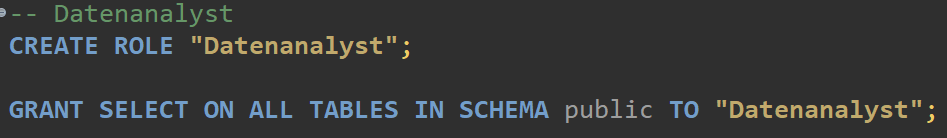 -- Datenanalyst
CREATE ROLE "Datenanalyst";
GRANT SELECT ON ALL TABLES IN SCHEMA public TO "Datenanalyst";